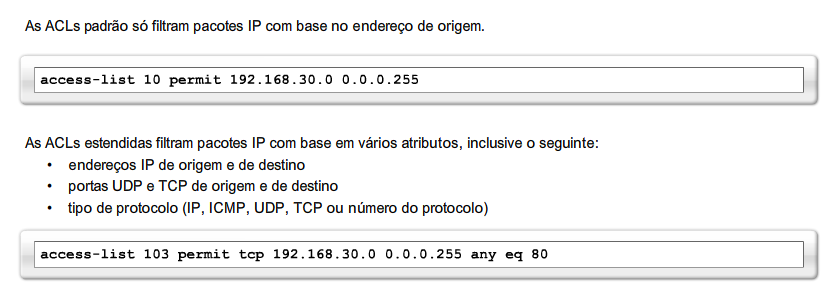 As ACLs padrão só filtram pacotes IP com base no endereço de origem.
access-list 10 permit 192.168.30.0 0.0.0.255
As ACLs estendidas filtram pacotes IP com base em vários atributos, inclusive o seguinte:
• endereços IP de origem e de destino
• portas UDP e TCP de origem e de destino
• tipo de protocolo (IP, ICMP, UDP, TCP ou número do protocolo)
access-list 103 permit tcp 192.168.30.0 0.0.0.255 any eq 80